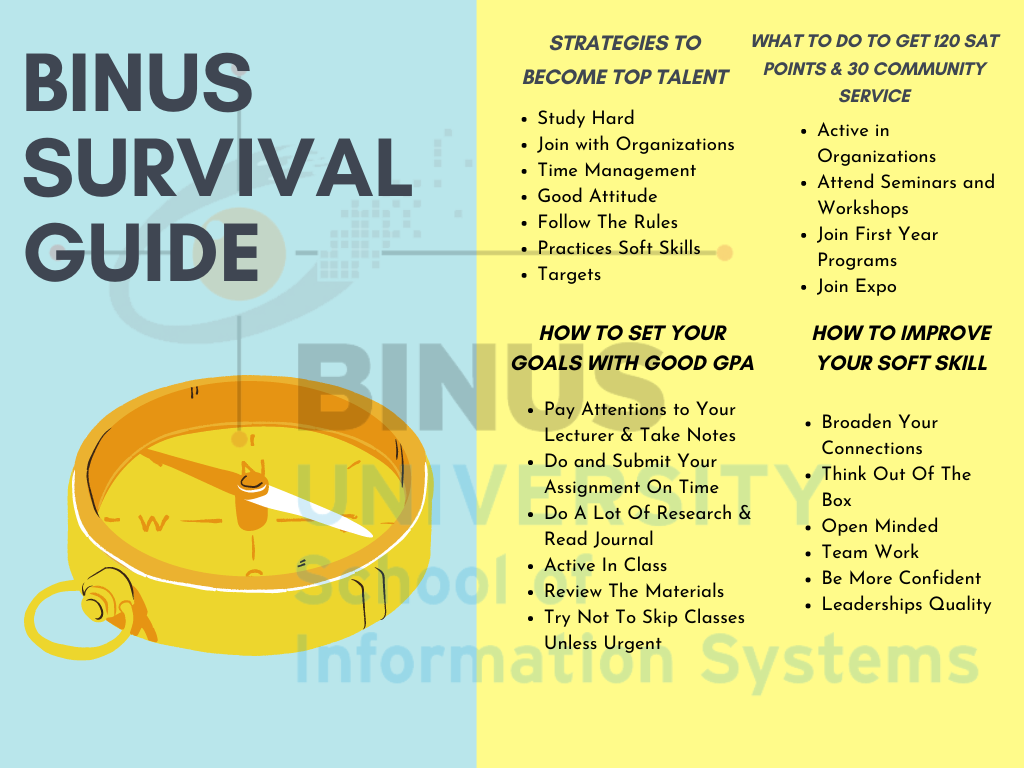 BINUS
SURVIVAL
GUIDE
STRATEGIES TO
BECOME TOP TALENT
• Study Hard
• Join with Organizations
• Time Management
• Good Attitude
• Follow The Rules
• Practices Soft Skills
• Targets
WHAT TO DO TO GET 120 SAT
POINTS & 30 COMMUNITY
SERVICE
• Active in
Organizations
• Attend Seminars and
Workshops
• Join First Year
Programs
• Join Expo
HOW TO SET YOUR
GOALS WITH GOOD GPA
• Pay Attentions to Your
Lecturer & Take Notes
• Do and Submit Your
Assignment On Time
• Do A Lot Of Research &
Read Journal
• Active In Class
• Review The Materials
• Try Not To Skip Classes
Unless Urgent
HOW TO IMPROVE
YOUR SOFT SKILL
• Broaden Your
Connections
• Think Out Of The
Box
• Open Minded
• Team Work
• Be More Confident
• Leaderships Quality
N
W
BINUS
UNIVERSITY
School of
Information Systems